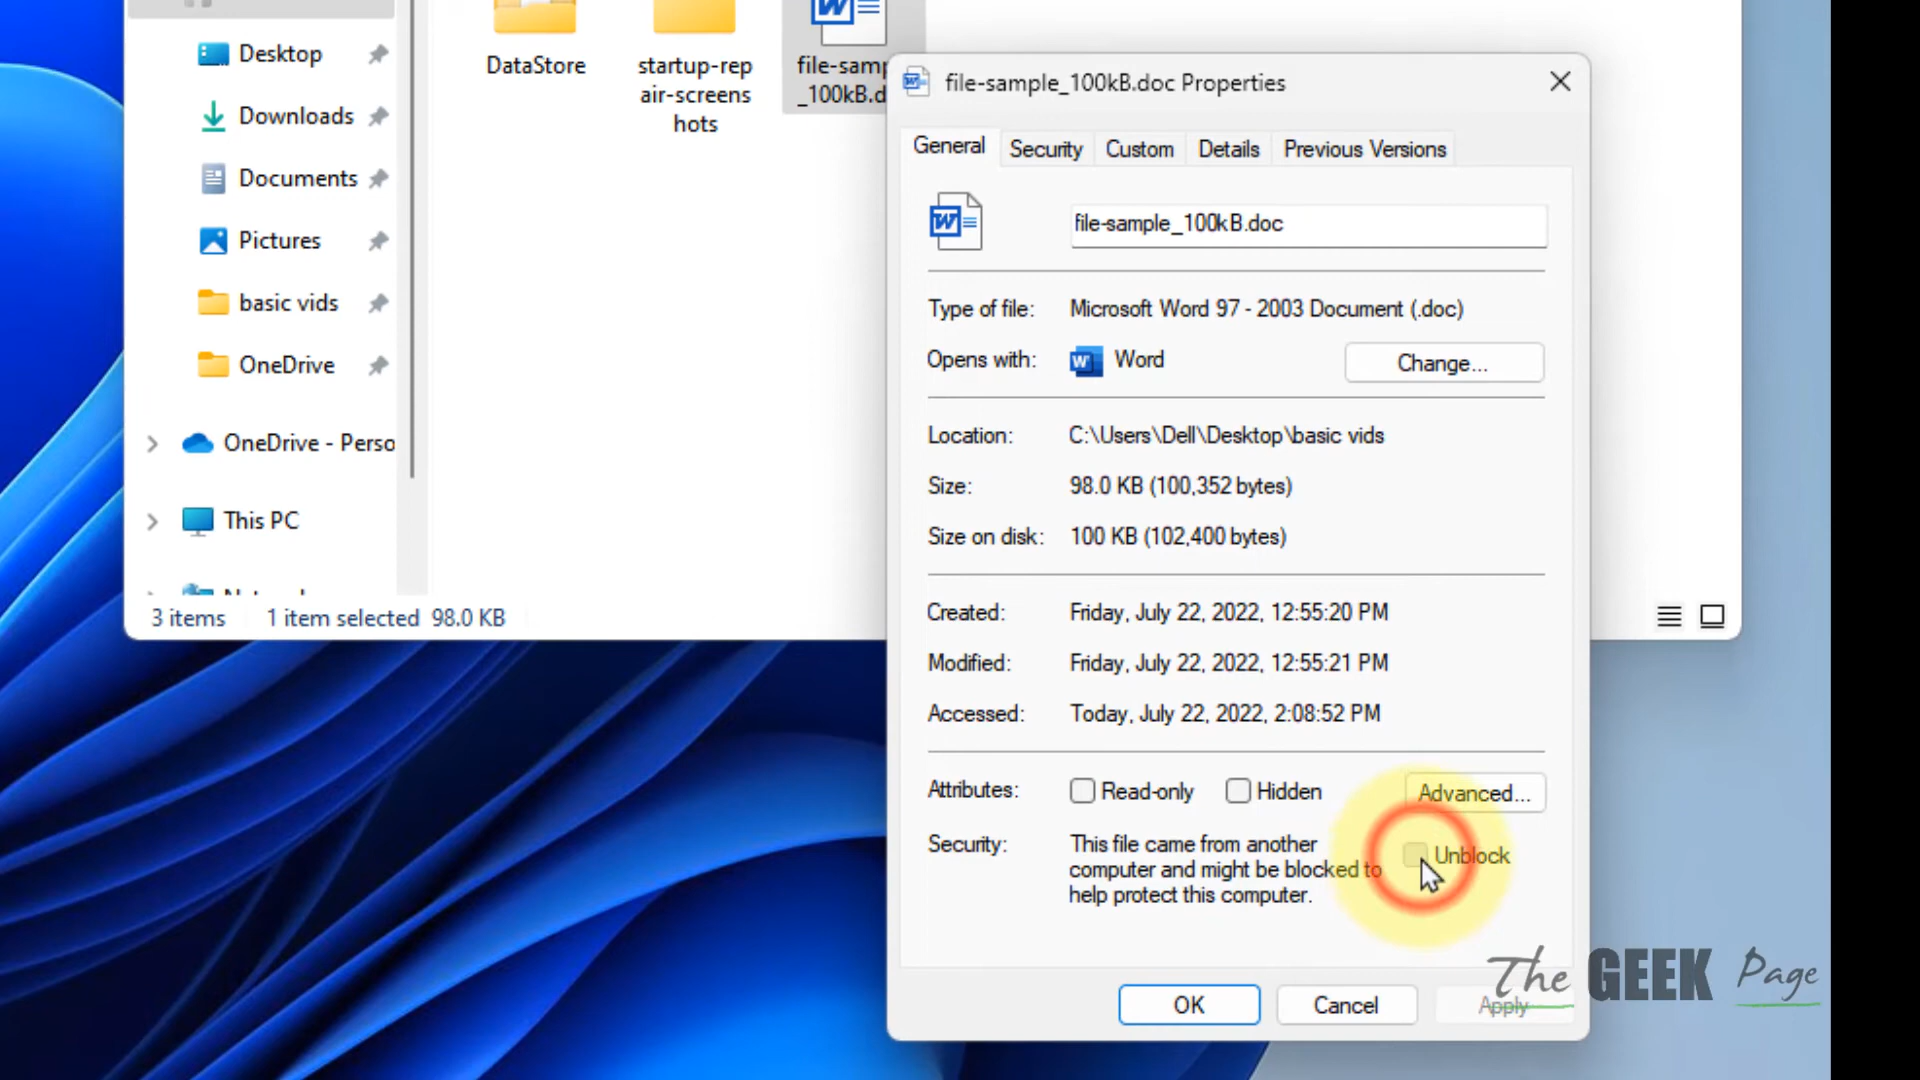 Desktop
Downloads
Documents
Pictures
basic vids
OneDrive
OneDrive - Perso
This PC
3 items
1 item selected 98.0 KB
DataStore
startup-rep
air-screens
hots
file-samp
_100kB.d
file-sample_100kB.doc Properties
General
Security
Custom
Details
Previous Versions
file-sample_100kB.doc
Type of file: Microsoft Word 97 - 2003 Document (.doc)
Opens with: Word
Change...
Location: C:\Users\Dell\Desktop\basic vids
Size: 98.0 KB (100,352 bytes)
Size on disk: 100 KB (102,400 bytes)
Created: Friday, July 22, 2022, 12:55:20 PM
Modified: Friday, July 22, 2022, 12:55:21 PM
Accessed: Today, July 22, 2022, 2:08:52 PM
Attributes: Read-only Hidden Advanced...
Security: This file came from another
computer and might be blocked to
help protect this computer.
Unblock
OK
Cancel
Apply
The GEEK Page